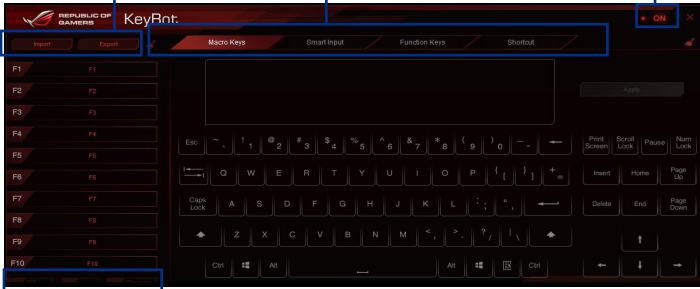 REPUBLIC OF
GAMERS
KeyBot
ON
Import Export
Macro Keys Smart Input Function Keys Shortcut
F1 F1
F2 F2
Apply
F3 F3
F4 F4
Esc ~ ` ! 1 @ 2 # 3 $ 4 % 5 ^ 6 & 7 * 8 ( 9 ) 0 _ - ← Print Screen Scroll Lock Pause Num Lock
F5 F5
F6 F6
Q W E R T Y U I O P { [ } ] + = Insert Home Page Up
F7 F7
Caps Lock A S D F G H J K L : ; " , Delete End Page Down
F8 F8
F9 F9
Z X C V B N M < , > . ? / | \ ↑
F10 F10
Ctrl Alt Alt Ctrl ← ↓ →